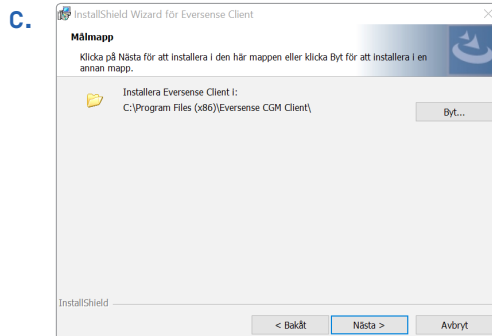 C.
InstallShield Wizard för Eversense Client
Målmapp
Klicka på Nästa för att installera i den här mappen eller klicka Byt för att installera i en
annan mapp.
Installera Eversense Client i:
C:\Program Files (x86)\Eversense CGM Client\
Byt...
InstallShield
< Bakåt
Nästa >
Avbryt